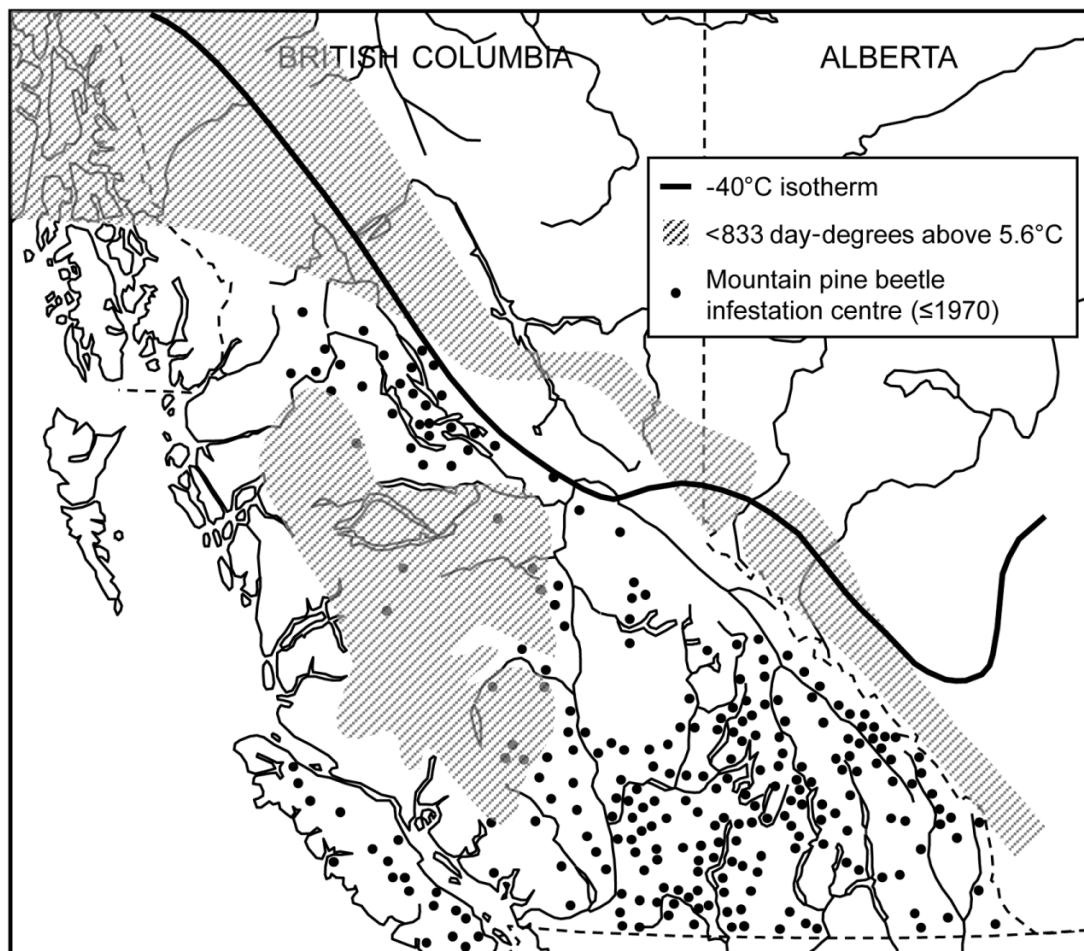 BRITISH COLUMBIA
ALBERTA
-40°C isotherm
<833 day-degrees above 5.6°C
Mountain pine beetle
infestation centre (≤1970)